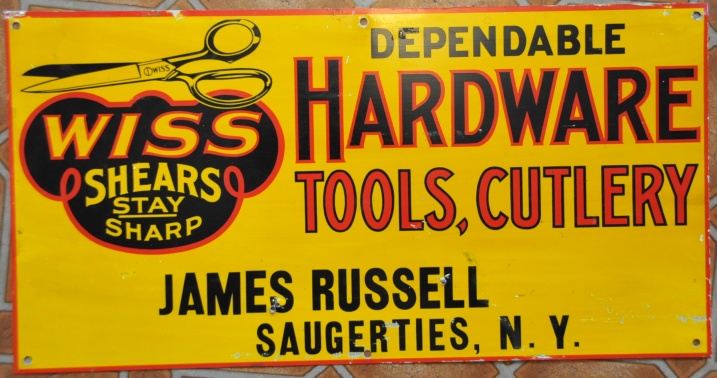 WISS
WISS
SHEARS
STAY
SHARP
DEPENDABLE
HARDWARE
TOOLS, CUTLERY
JAMES RUSSELL
SAUGERTIES, N. Y.